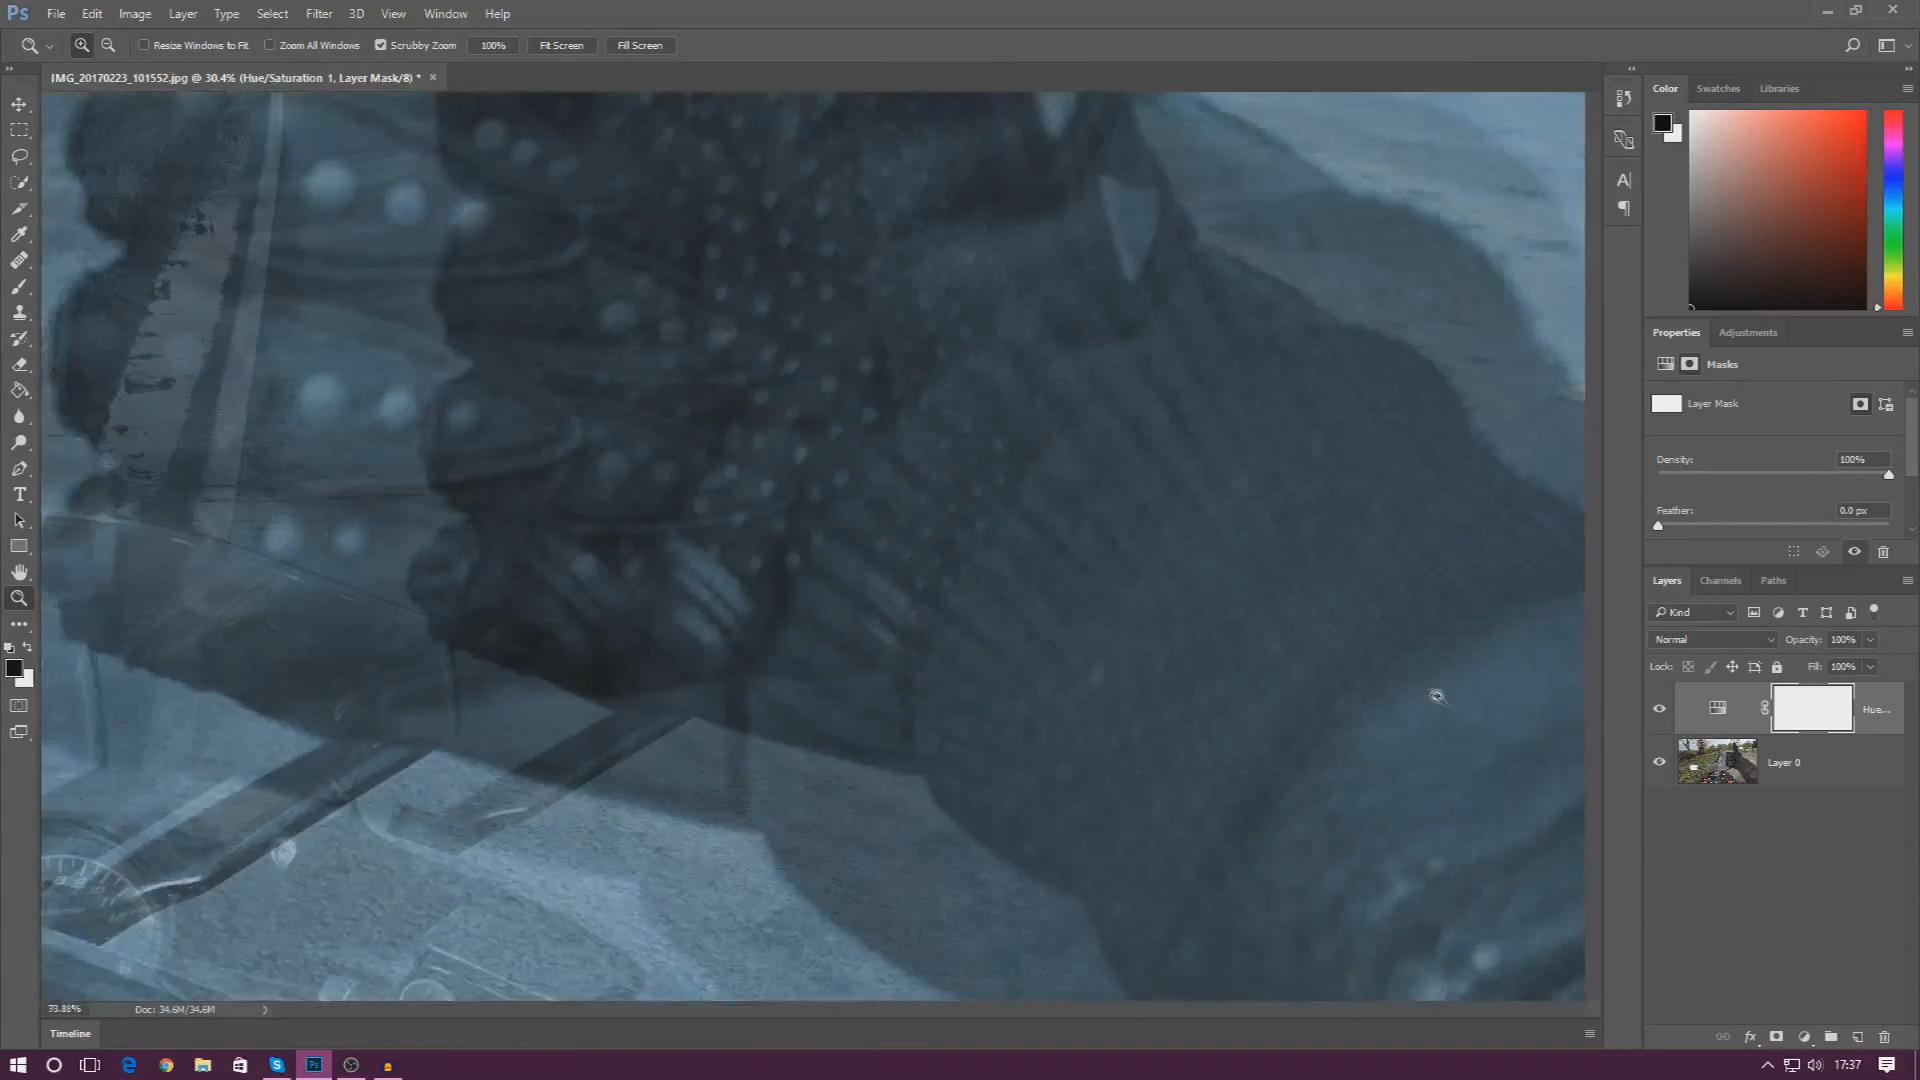 Ps File Edit Image Layer Type Select Filter 3D View Window Help
Resize Windows to Fit Zoom All Windows Scrubby Zoom 100% Fit Screen Fill Screen
IMG_20170223_101552.jpg @ 30.4% (Hue/Saturation 1, Layer Mask/8) *
Color Swatches Libraries
Properties Adjustments
Masks
Layer Mask
Density: 100%
Feather: 0.0 px
Layers Channels Paths
Kind
Normal Opacity: 100%
Lock: Fill: 100%
Hue...
Layer 0
Doc: 34.6M/34.6M
Timeline
17:37